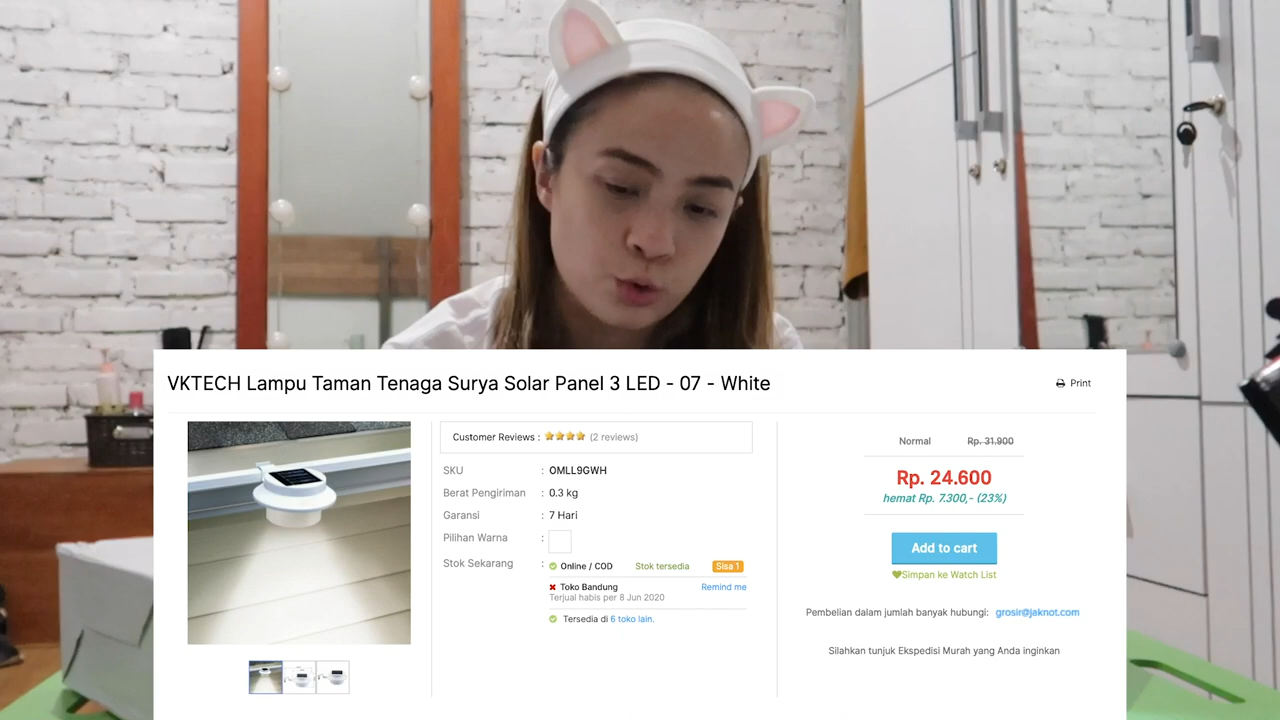 VKTECH Lampu Taman Tenaga Surya Solar Panel 3 LED - 07 - White
Print
Customer Reviews : (2 reviews)
SKU : OMLL9GWH
Berat Pengiriman : 0.3 kg
Garansi : 7 Hari
Pilihan Warna :
Stok Sekarang : Online / COD Stok tersedia Sisa 1
Toko Bandung Remind me
Terjual habis per 8 Jun 2020
Tersedia di 6 toko lain.
Normal Rp. 31.900
Rp. 24.600
hemat Rp. 7.300,- (23%)
Add to cart
Simpan ke Watch List
Pembelian dalam jumlah banyak hubungi: grosir@jaknot.com
Silahkan tunjuk Ekspedisi Murah yang Anda inginkan